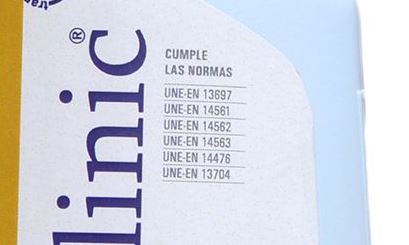 linic®
CUMPLE
LAS NORMAS
UNE-EN 13697
UNE-EN 14561
UNE-EN 14562
UNE-EN 14563
UNE-EN 14476
UNE-EN 13704